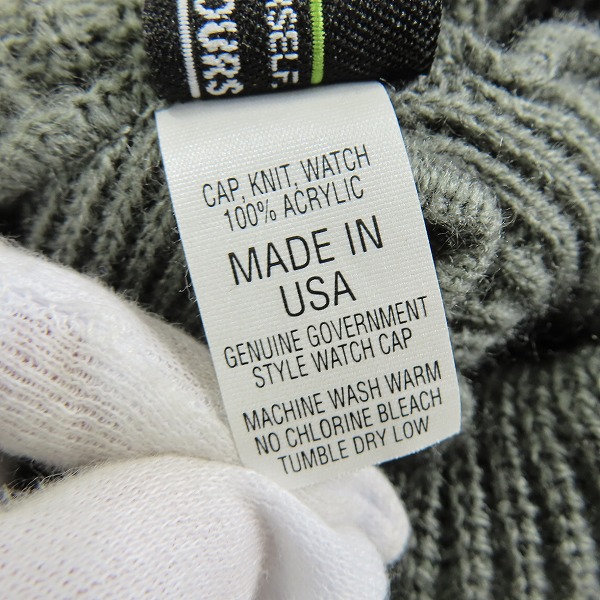 CAP, KNIT, WATCH
100% ACRYLIC
MADE IN
USA
GENUINE GOVERNMENT
STYLE WATCH CAP
MACHINE WASH WARM
NO CHLORINE BLEACH
TUMBLE DRY LOW